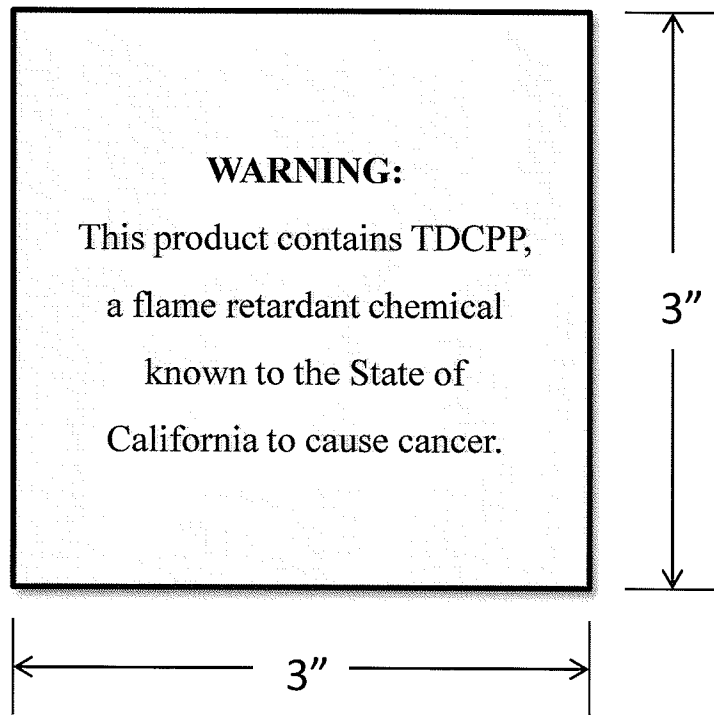 WARNING:
This product contains TDCPP,
a flame retardant chemical
known to the State of
California to cause cancer.
3”
3”